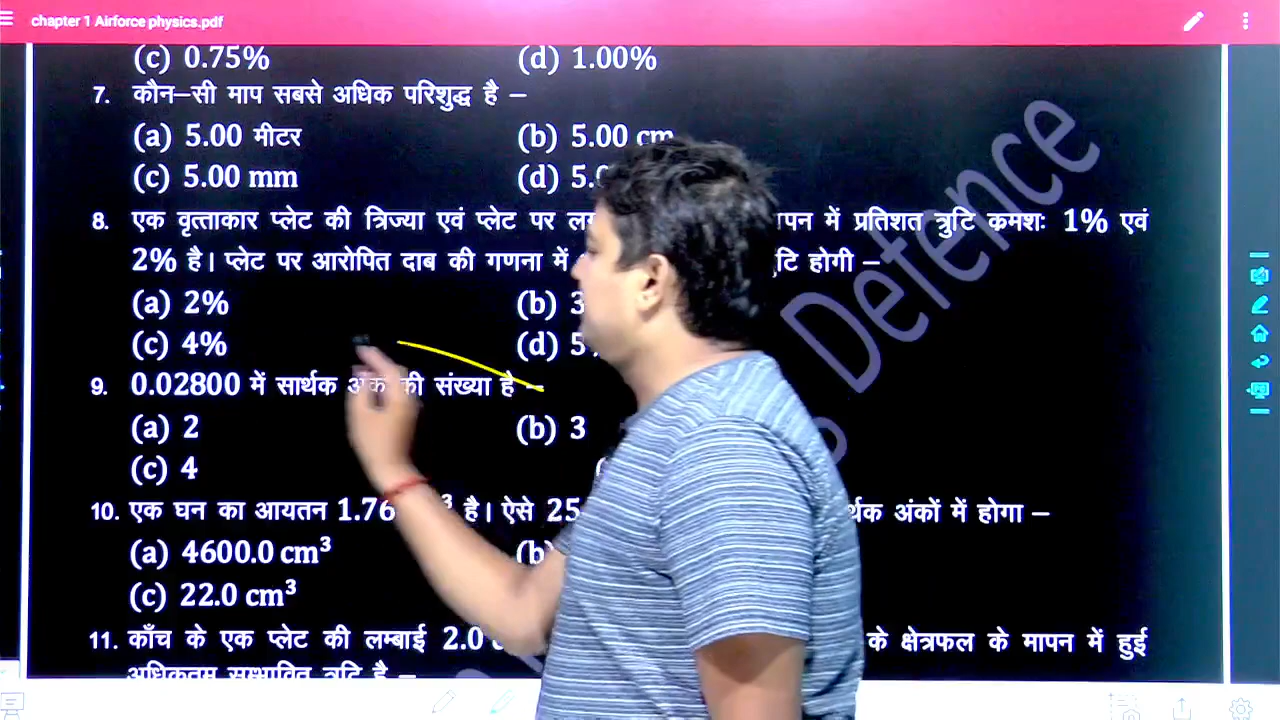 chapter 1 Airforce physics.pdf
(c) 0.75% (d) 1.00%
7. कौन–सी माप सबसे अधिक परिशुद्ध है –
(a) 5.00 मीटर (b) 5.00 cm
(c) 5.00 mm (d)
8. एक वृत्ताकार प्लेट की त्रिज्या एवं प्लेट पर में प्रतिशत त्रुटि क्रमशः 1% एवं
2% है। प्लेट पर आरोपित दाब की गणना में होगी –
(a) 2% (b)
(c) 4% (d)
9. 0.02800 में सार्थक की संख्या है –
(a) 2 (b) 3
(c) 4
10. एक घन का आयतन है। ऐसे अंकों में होगा –
(a) 4600.0 cm³ (b)
(c) 22.0 cm³
11. काँच के एक प्लेट की लम्बाई 2.0 के क्षेत्रफल के मापन में हुई
अधिकतम सम्भावित त्रुटि है –
Defence